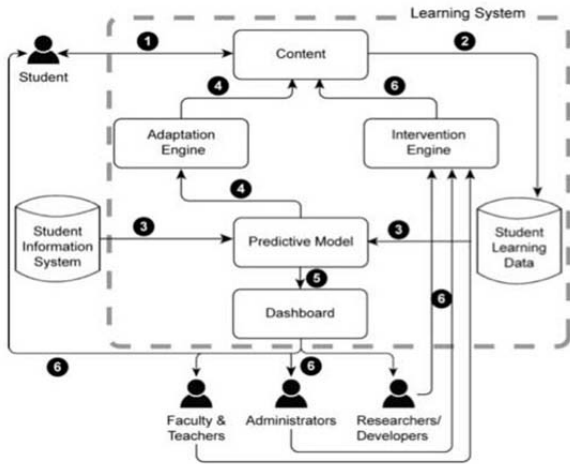 Learning System
1
2
Student
Content
4
6
Adaptation
Engine
Intervention
Engine
4
Student
Information
System
3
Predictive Model
3
Student
Learning
Data
5
Dashboard
6
6
6
Faculty &
Teachers
Administrators
Researchers/
Developers